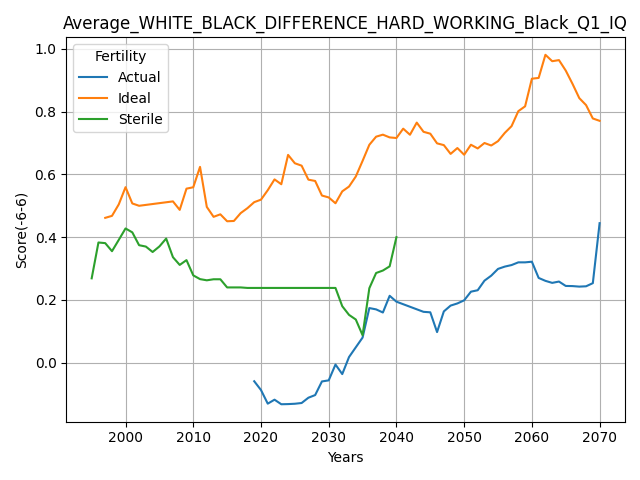 Average_WHITE_BLACK_DIFFERENCE_HARD_WORKING_Black_Q1_IQ
Fertility
Actual
Ideal
Sterile
Score(-6-6)
1.0
0.8
0.6
0.4
0.2
0.0
2000 2010 2020 2030 2040 2050 2060 2070
Years